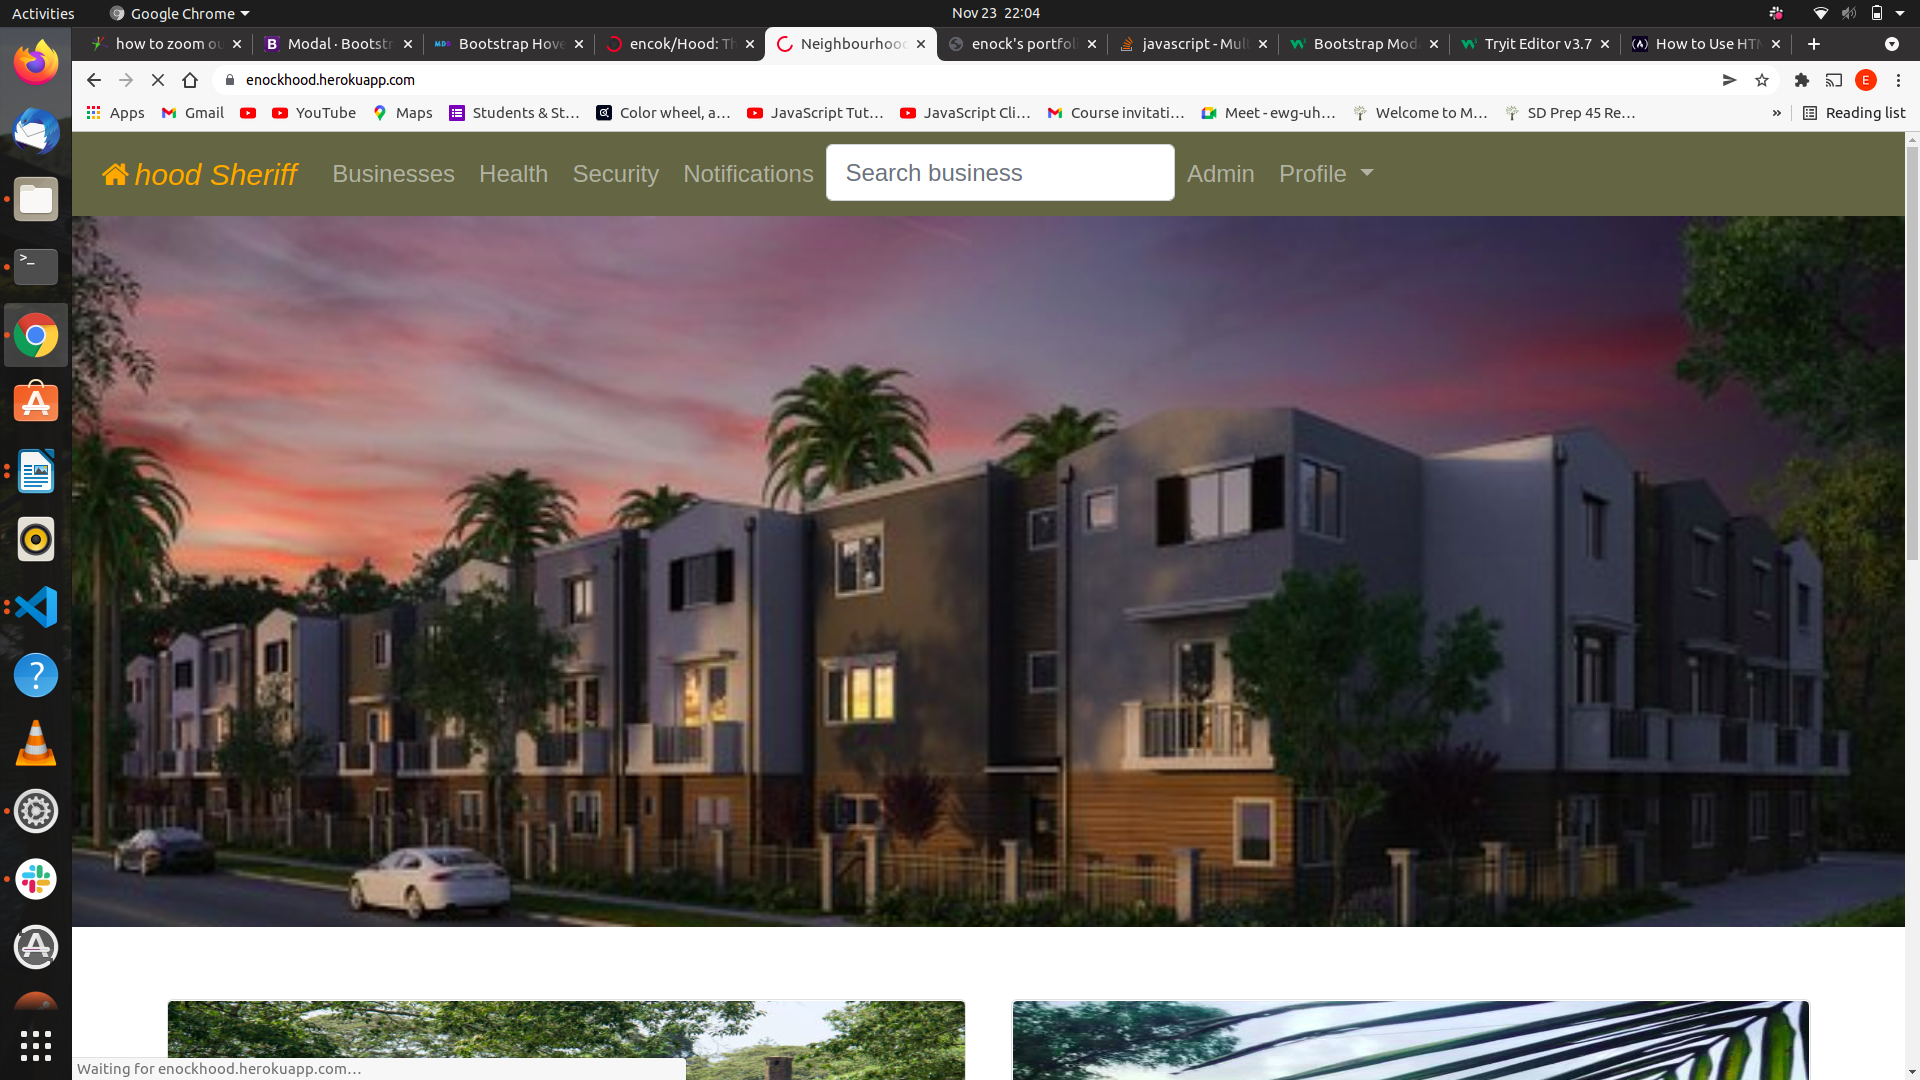 Activities
Google Chrome
Nov 23 22:04
how to zoom ou
Modal · Bootstr
Bootstrap Hove
encok/Hood: Th
Neighbourhood
enock's portfoli
javascript - Mul
Bootstrap Mod
Tryit Editor v3.7
How to Use HTM
enockhood.herokuapp.com
E
Apps
Gmail
YouTube
Maps
Students & St...
Color wheel, a...
JavaScript Tut...
JavaScript Cli...
Course invitati...
Meet - ewg-uh...
Welcome to M...
SD Prep 45 Re...
»
Reading list
hood Sheriff
Businesses
Health
Security
Notifications
Search business
Admin
Profile
Waiting for enockhood.herokuapp.com...